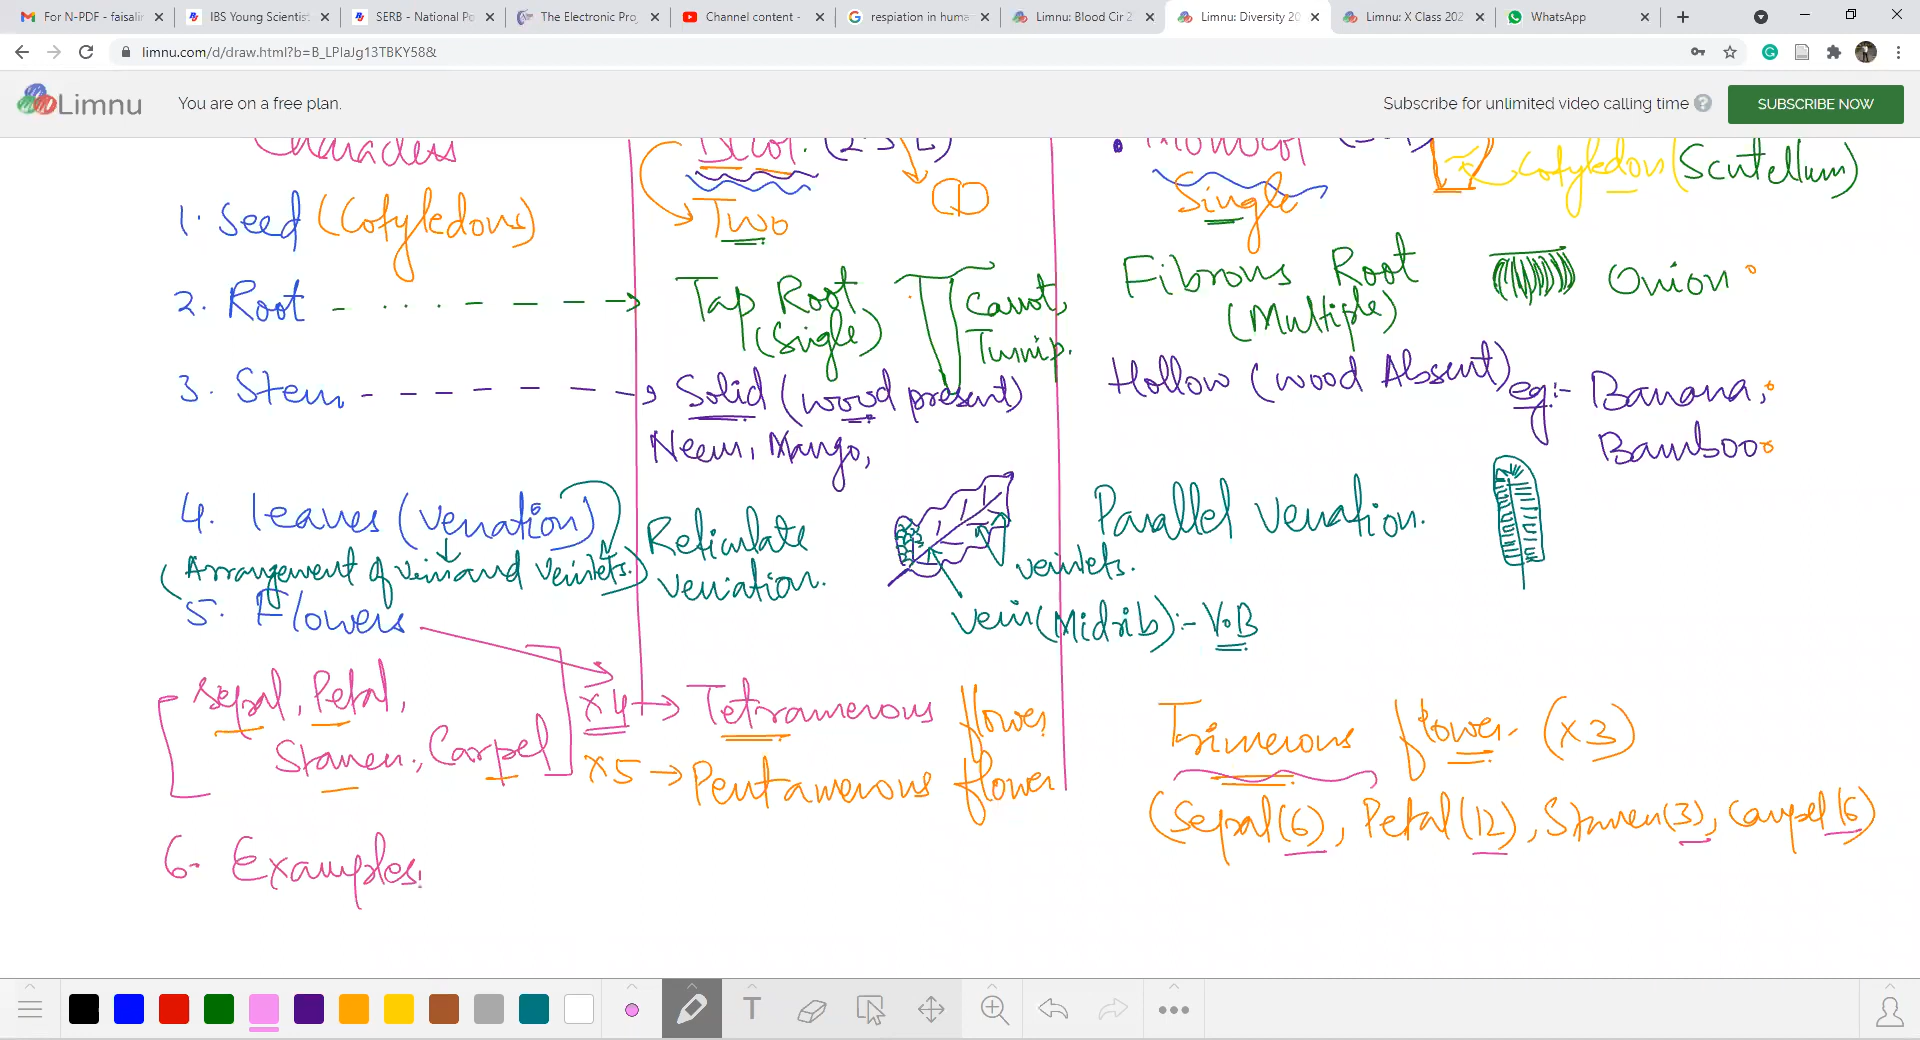 For N-PDF - faisalin
IBS Young Scientist
SERB - National Po
The Electronic Proj
Channel content -
respiation in huma
Limnu: Blood Cir 2
Limnu: Diversity 20
Limnu: X Class 202
WhatsApp
limnu.com/d/draw.html?b=B_LPlaJg13TBKY58&
Limnu
You are on a free plan.
Subscribe for unlimited video calling time ?
SUBSCRIBE NOW
Characters
Dicot.
Monocot
Cotyledon (Scutellum)
1. Seed (Cotyledons)
Two
Single
2. Root
Tap Root
(Single)
Carrot,
Turnip.
Fibrous Root
(Multiple)
Onion
3. Stem
Solid (wood present)
Neem, Mango,
Hollow (wood Absent)
eg:- Banana,
Bamboo
4. leaves (venation)
(Arrangement of vein and veinlets.)
Reticulate
venation.
veinlets.
vein (Midrib) :- V.B
Parallel venation.
5. Flowers
[Sepal, Petal,
Stamen, Carpel]
x4 → Tetramerous flower
x5 → Pentamerous flower
Trimerous flower (x3)
(Sepal (6), Petal (12), Stamen (3), Carpel (6)
6- Examples:
T